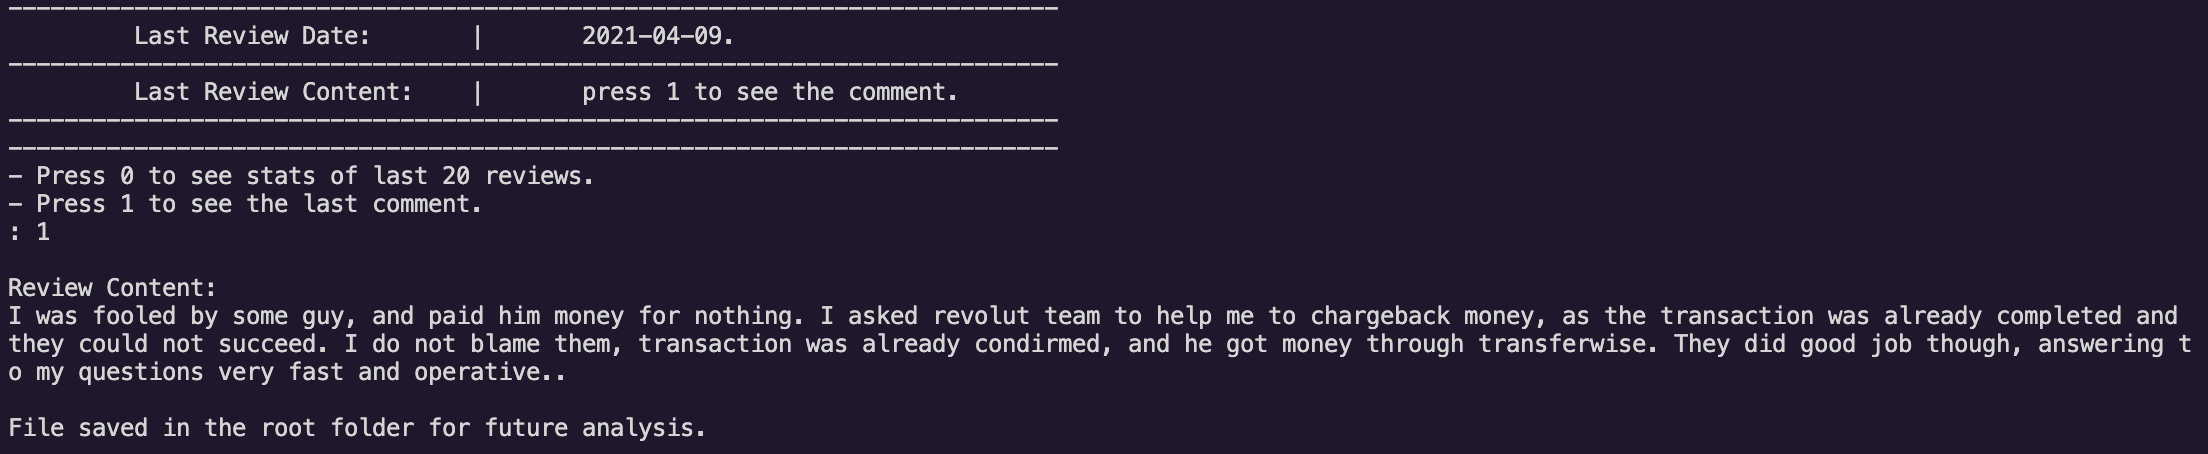 ---------------------------------------------------------------------------
Last Review Date: | 2021-04-09.
---------------------------------------------------------------------------
Last Review Content: | press 1 to see the comment.
---------------------------------------------------------------------------
---------------------------------------------------------------------------
- Press 0 to see stats of last 20 reviews.
- Press 1 to see the last comment.
: 1
Review Content:
I was fooled by some guy, and paid him money for nothing. I asked revolut team to help me to chargeback money, as the transaction was already completed and
they could not succeed. I do not blame them, transaction was already condirmed, and he got money through transferwise. They did good job though, answering t
o my questions very fast and operative..
File saved in the root folder for future analysis.